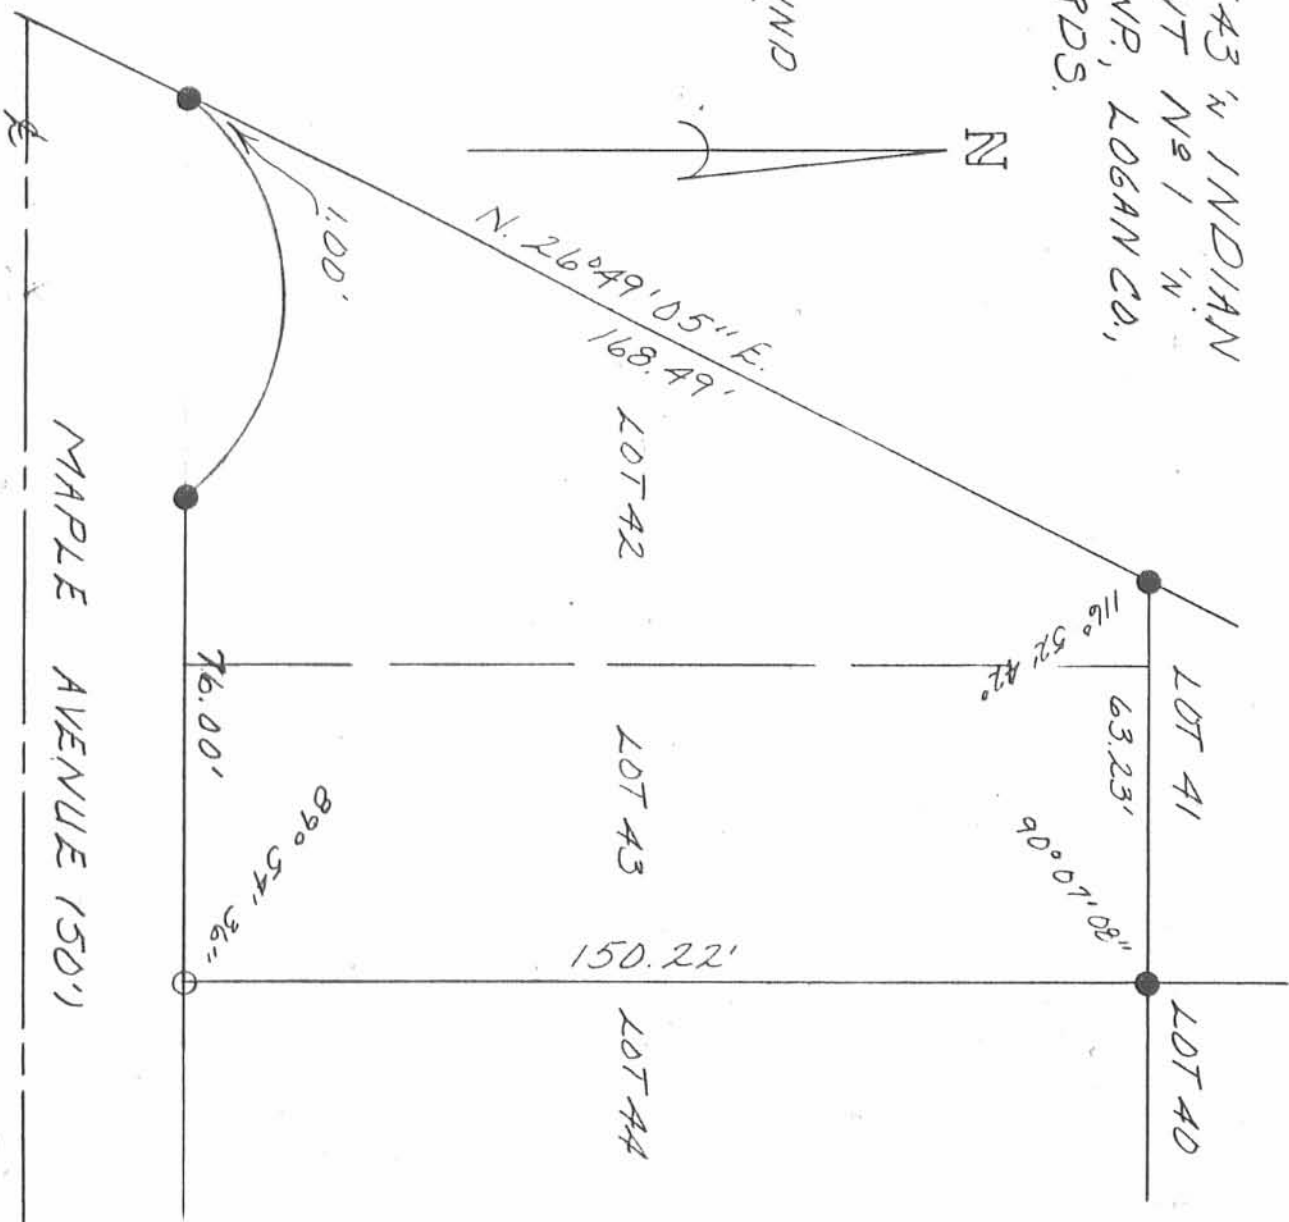 43 IN INDIAN
NT Nº 1 IN
NP., LOGAN CO.,
RDS.
N
N. 26°49'05" E.
168.49'
1.00'
LOT 41
LOT 40
63.23'
116° 52' 42"
90°07'08"
LOT 42
LOT 43
LOT 44
150.22'
76.00'
89° 54' 36"
MAPLE AVENUE (50')